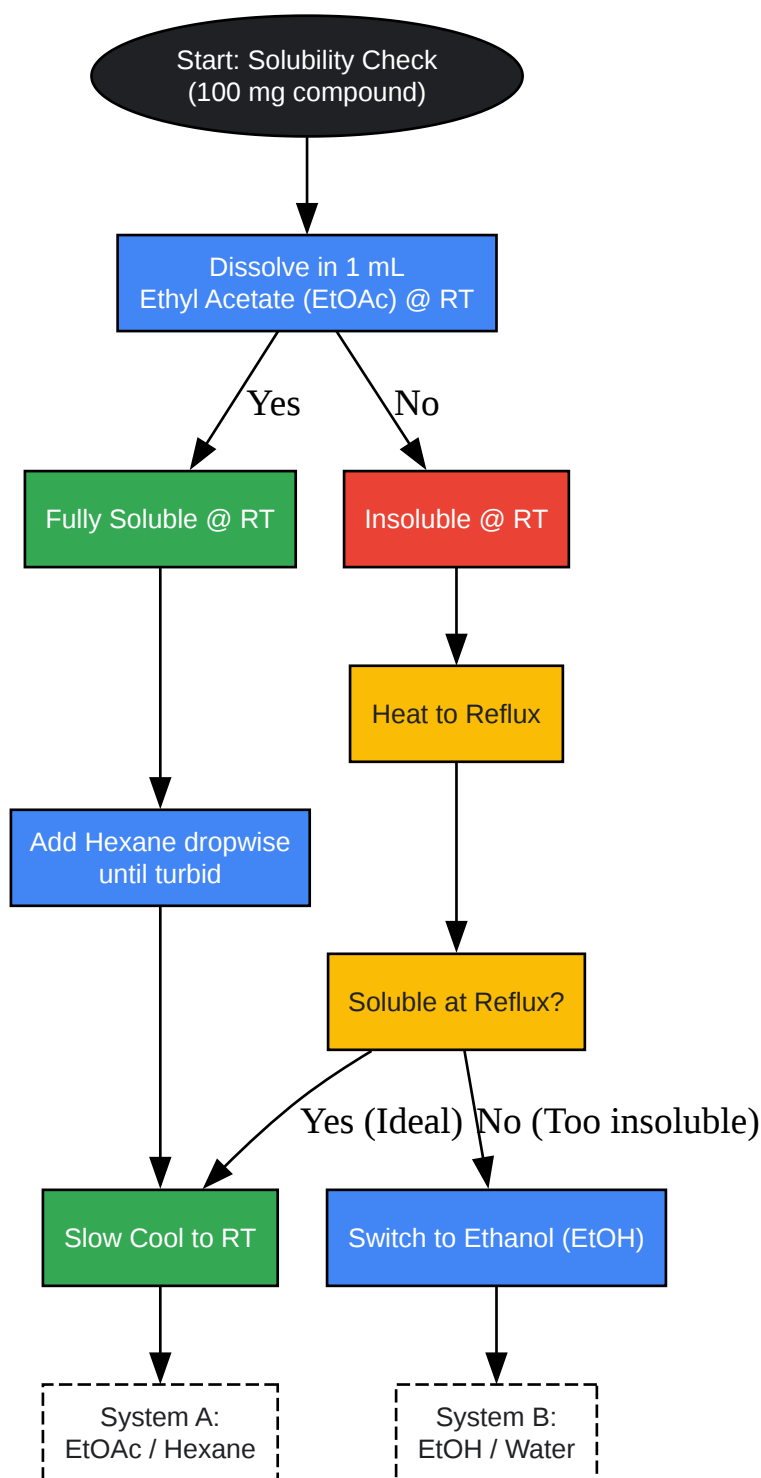 Start: Solubility Check
(100 mg compound)
Dissolve in 1 mL
Ethyl Acetate (EtOAc) @ RT
Yes
No
Fully Soluble @ RT
Insoluble @ RT
Heat to Reflux
Add Hexane dropwise
until turbid
Soluble at Reflux?
Yes (Ideal)
No (Too insoluble)
Slow Cool to RT
Switch to Ethanol (EtOH)
System A:
EtOAc / Hexane
System B:
EtOH / Water